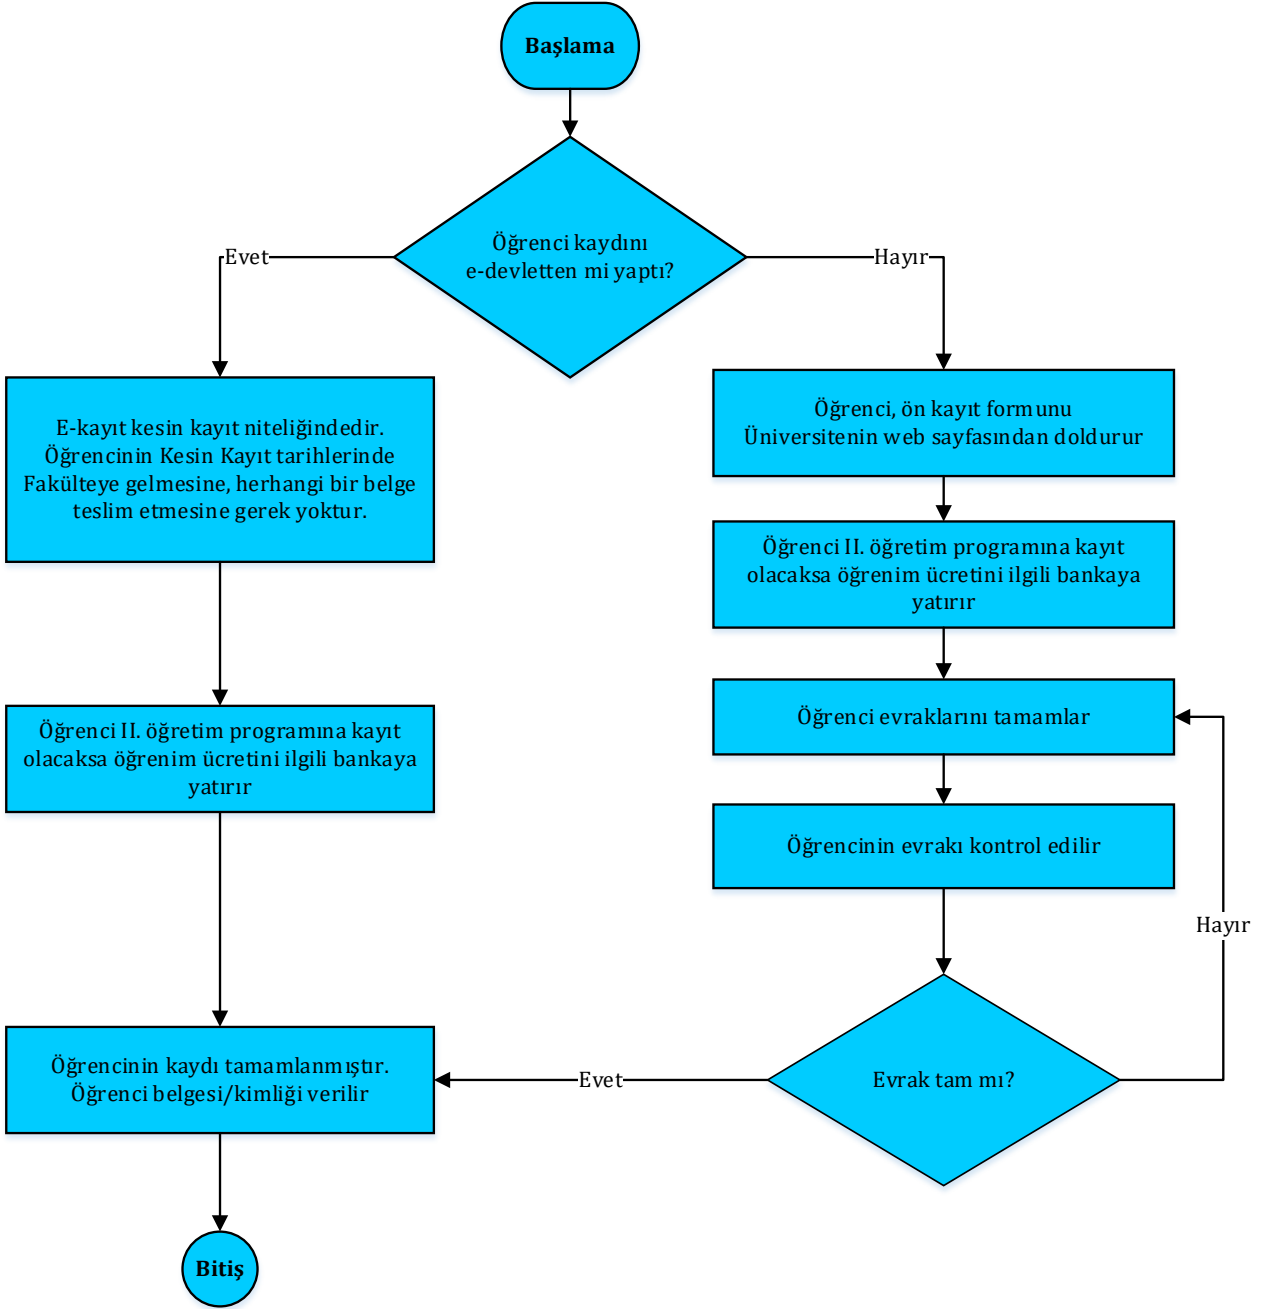 Başlama
Öğrenci kaydını
e-devletten mi yaptı?
Evet
Hayır
E-kayıt kesin kayıt niteliğindedir.
Öğrencinin Kesin Kayıt tarihlerinde
Fakülteye gelmesine, herhangi bir belge
teslim etmesine gerek yoktur.
Öğrenci II. öğretim programına kayıt
olacaksa öğrenim ücretini ilgili bankaya
yatırır
Öğrenci, ön kayıt formunu
Üniversitenin web sayfasından doldurur
Öğrenci II. öğretim programına kayıt
olacaksa öğrenim ücretini ilgili bankaya
yatırır
Öğrenci evraklarını tamamlar
Öğrencinin evrakı kontrol edilir
Hayır
Evrak tam mı?
Evet
Öğrencinin kaydı tamamlanmıştır.
Öğrenci belgesi/kimliği verilir
Bitiş